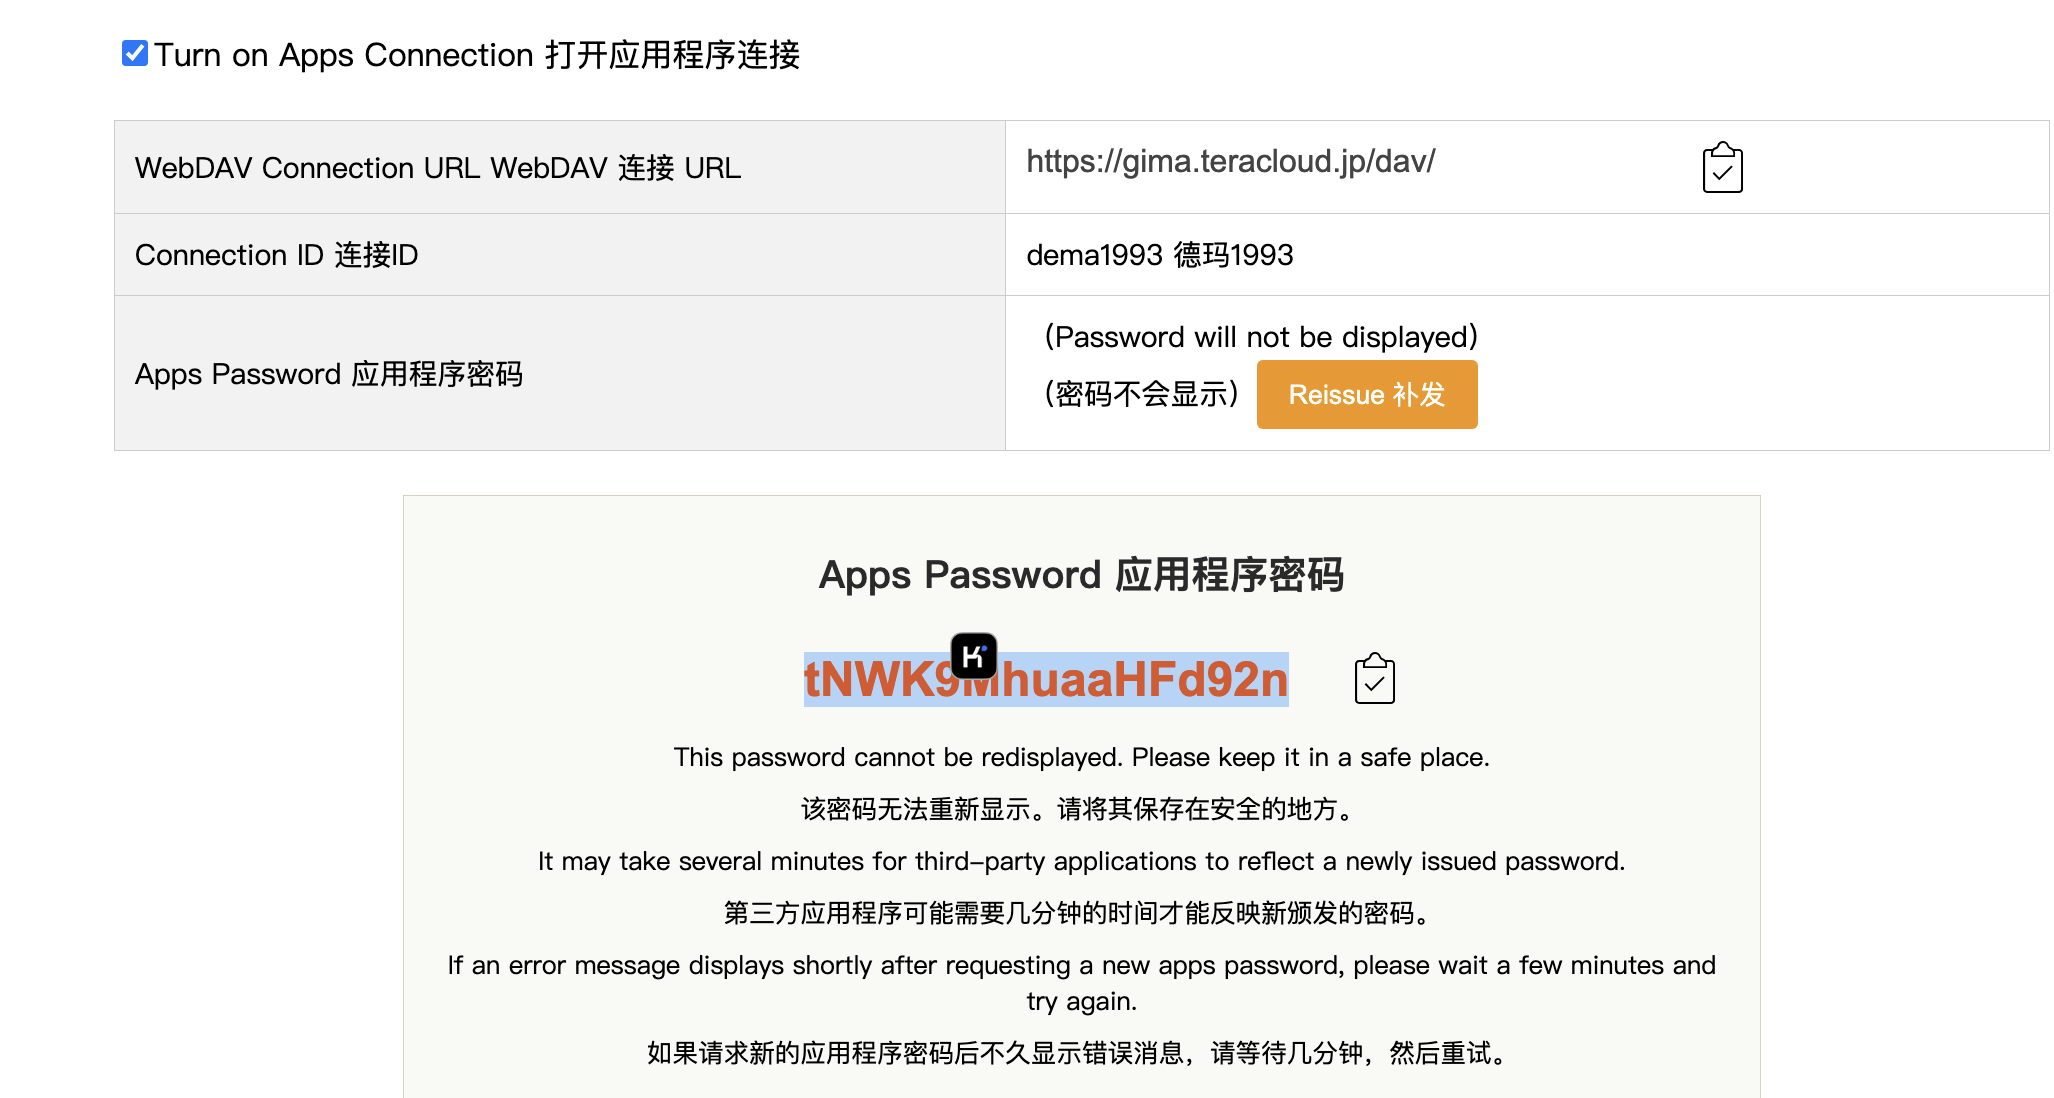 Turn on Apps Connection 打开应用程序连接
WebDAV Connection URL WebDAV 连接 URL
https://gima.teracloud.jp/dav/
Connection ID 连接ID
dema1993 德玛1993
Apps Password 应用程序密码
（Password will not be displayed）
（密码不会显示）
Reissue 补发
Apps Password 应用程序密码
tNWK9MhuaaHFd92n
This password cannot be redisplayed. Please keep it in a safe place.
该密码无法重新显示。请将其保存在安全的地方。
It may take several minutes for third-party applications to reflect a newly issued password.
第三方应用程序可能需要几分钟的时间才能反映新颁发的密码。
If an error message displays shortly after requesting a new apps password, please wait a few minutes and
try again.
如果请求新的应用程序密码后不久显示错误消息，请等待几分钟，然后重试。